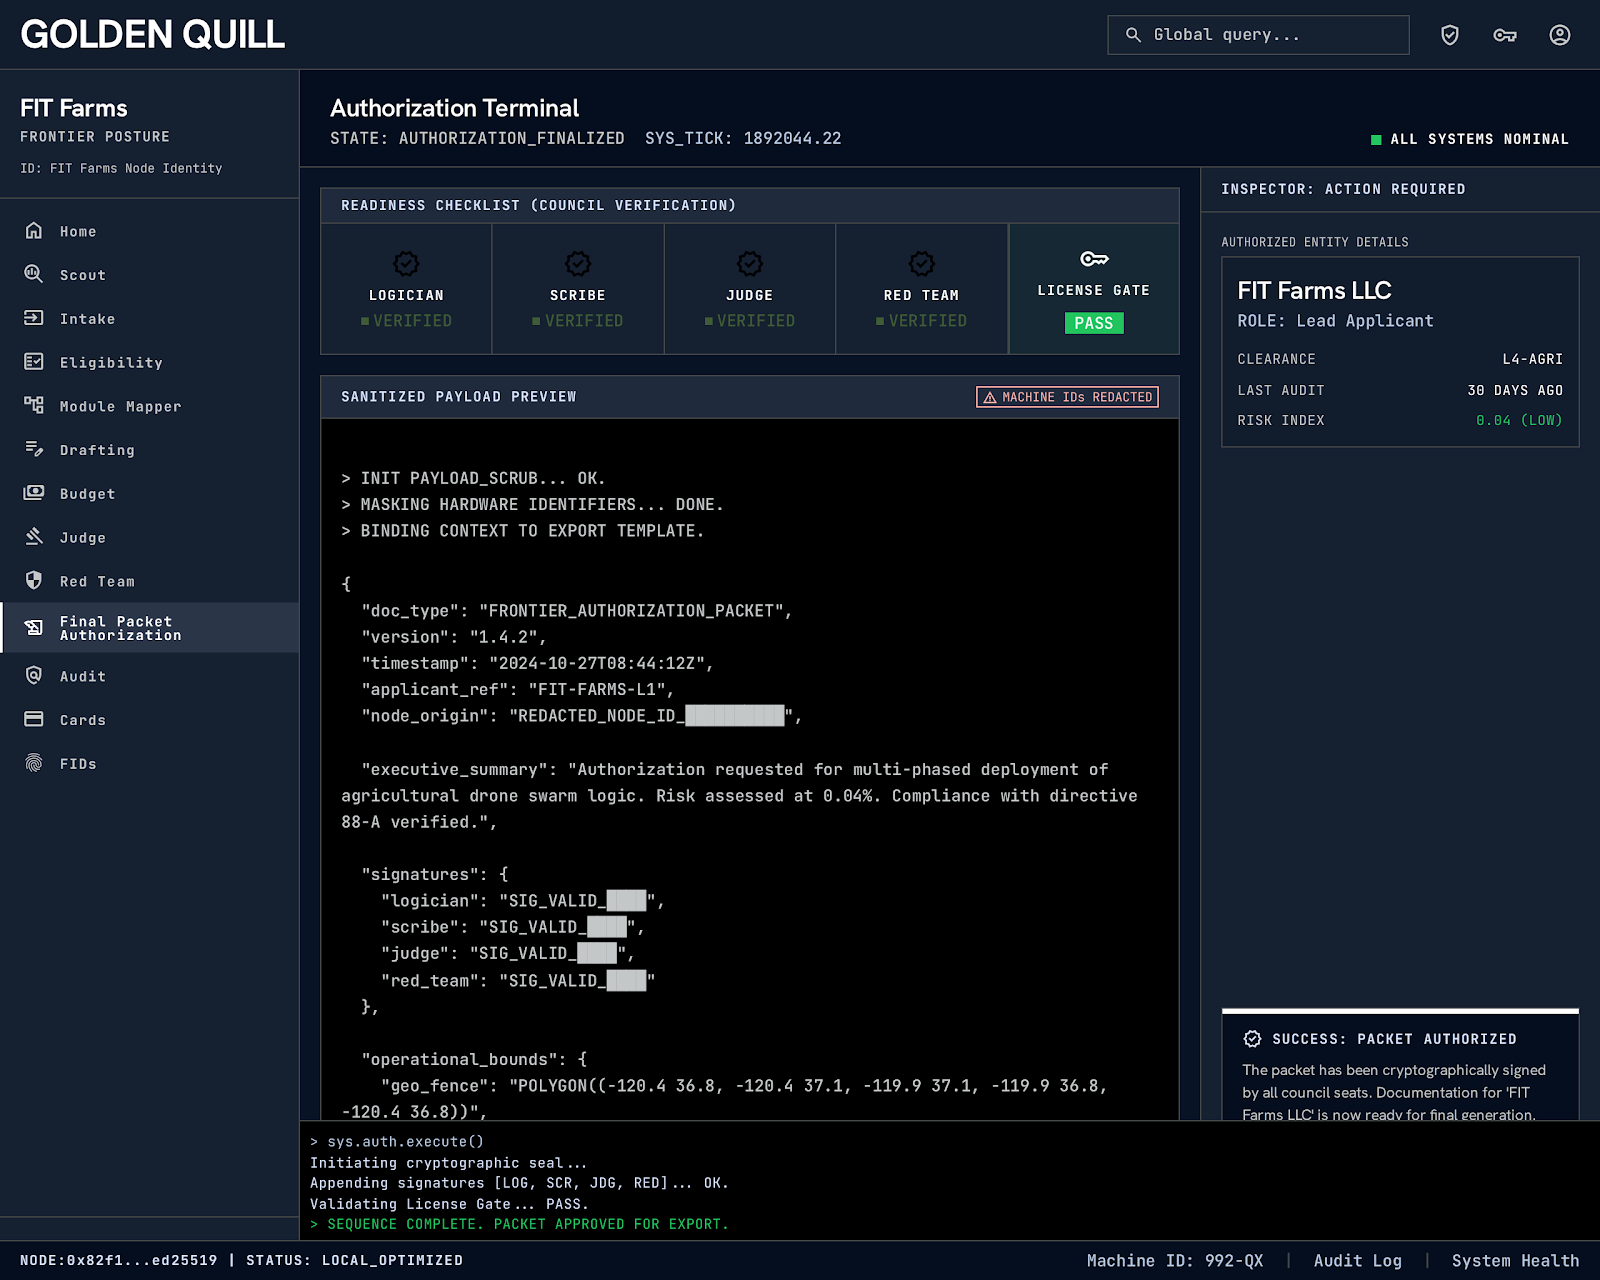 GOLDEN QUILL
Global query...
FIT Farms
FRONTIER POSTURE
ID: FIT Farms Node Identity
Home
Scout
Intake
Eligibility
Module Mapper
Drafting
Budget
Judge
Red Team
Final Packet
Authorization
Audit
Cards
FIDs
Authorization Terminal
STATE: AUTHORIZATION_FINALIZED SYS_TICK: 1892044.22
ALL SYSTEMS NOMINAL
READINESS CHECKLIST (COUNCIL VERIFICATION)
LOGICIAN
VERIFIED
SCRIBE
VERIFIED
JUDGE
VERIFIED
RED TEAM
VERIFIED
LICENSE GATE
PASS
SANITIZED PAYLOAD PREVIEW
MACHINE IDs REDACTED
> INIT PAYLOAD_SCRUB... OK.
> MASKING HARDWARE IDENTIFIERS... DONE.
> BINDING CONTEXT TO EXPORT TEMPLATE.
{
"doc_type": "FRONTIER_AUTHORIZATION_PACKET",
"version": "1.4.2",
"timestamp": "2024-10-27T08:44:12Z",
"applicant_ref": "FIT-FARMS-L1",
"node_origin": "REDACTED_NODE_ID_██████████",
"executive_summary": "Authorization requested for multi-phased deployment of
agricultural drone swarm logic. Risk assessed at 0.04%. Compliance with directive
88-A verified.",
"signatures": {
"logician": "SIG_VALID_████",
"scribe": "SIG_VALID_████",
"judge": "SIG_VALID_████",
"red_team": "SIG_VALID_████"
},
"operational_bounds": {
"geo_fence": "POLYGON((-120.4 36.8, -120.4 37.1, -119.9 37.1, -119.9 36.8,
-120.4 36.8))",
INSPECTOR: ACTION REQUIRED
AUTHORIZED ENTITY DETAILS
FIT Farms LLC
ROLE: Lead Applicant
CLEARANCE L4-AGRI
LAST AUDIT 30 DAYS AGO
RISK INDEX 0.04 (LOW)
SUCCESS: PACKET AUTHORIZED
The packet has been cryptographically signed
by all council seats. Documentation for 'FIT
Farms LLC' is now ready for final generation.
> sys.auth.execute()
Initiating cryptographic seal...
Appending signatures [LOG, SCR, JDG, RED]... OK.
Validating License Gate... PASS.
> SEQUENCE COMPLETE. PACKET APPROVED FOR EXPORT.
NODE:0x82f1...ed25519 | STATUS: LOCAL_OPTIMIZED
Machine ID: 992-QX | Audit Log | System Health